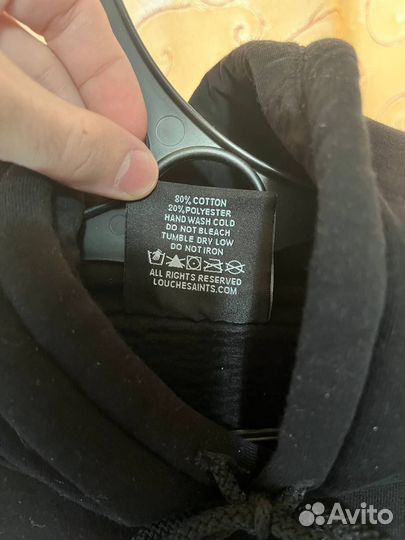 80% COTTON
20% POLYESTER
HAND WASH COLD
DO NOT BLEACH
TUMBLE DRY LOW
DO NOT IRON
ALL RIGHTS RESERVED
LOUCHESAINTS.COM
Avito